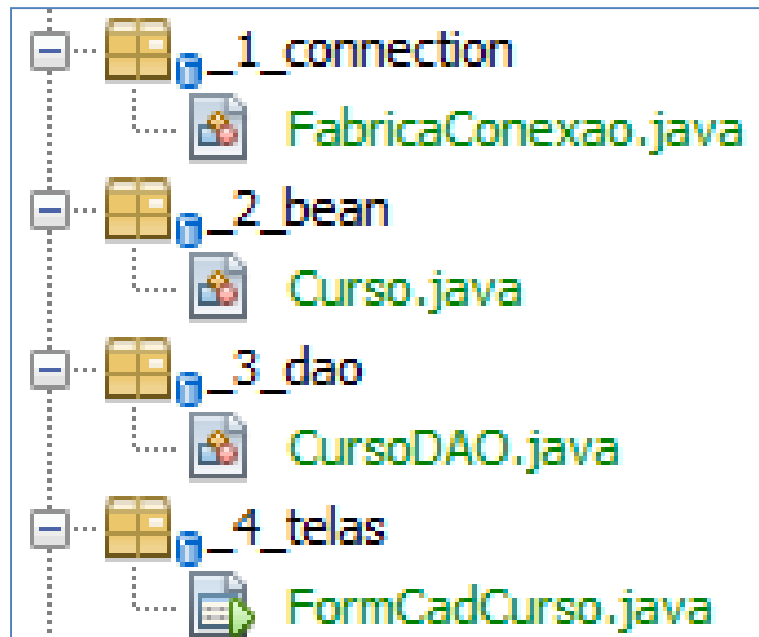 _1_connection
FabricaConexao.java
_2_bean
Curso.java
_3_dao
CursoDAO.java
_4_telas
FormCadCurso.java